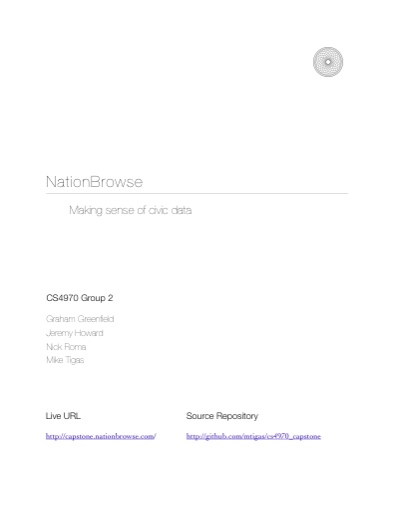 NationBrowse
Making sense of civic data
CS4970 Group 2
Graham Greenfield
Jeremy Howard
Nick Roma
Mike Tigas
Live URL
Source Repository
http://capstone.nationbrowse.com/
http://github.com/mtigas/cs4970_capstone